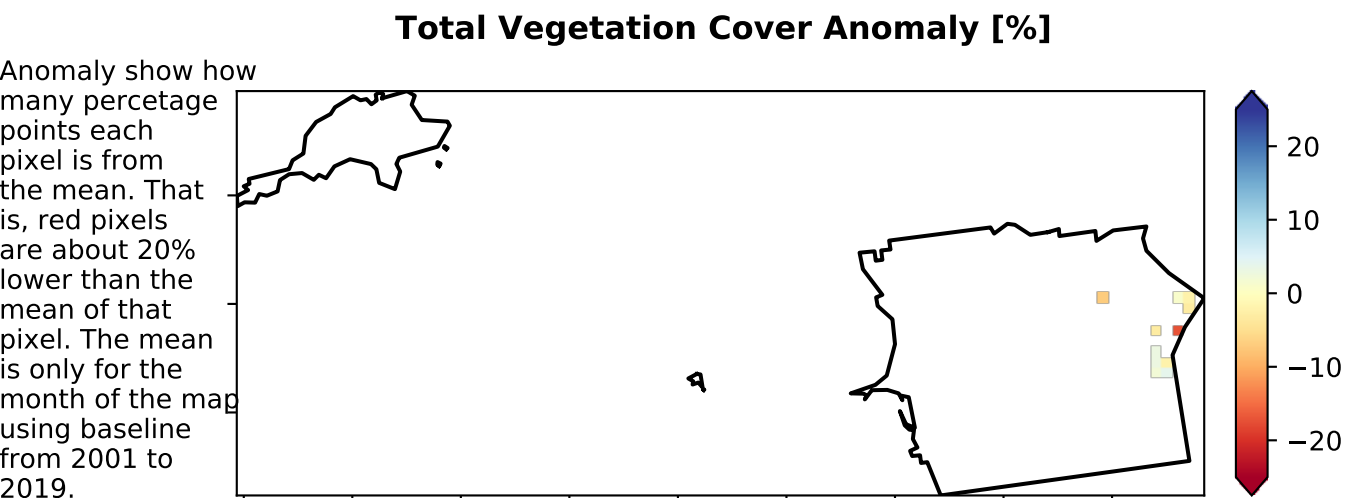 Total Vegetation Cover Anomaly [%]
Anomaly show how
many percetage
points each
pixel is from
the mean. That
is, red pixels
are about 20%
lower than the
mean of that
pixel. The mean
is only for the
month of the map
using baseline
from 2001 to
2019.
20
10
0
−10
−20